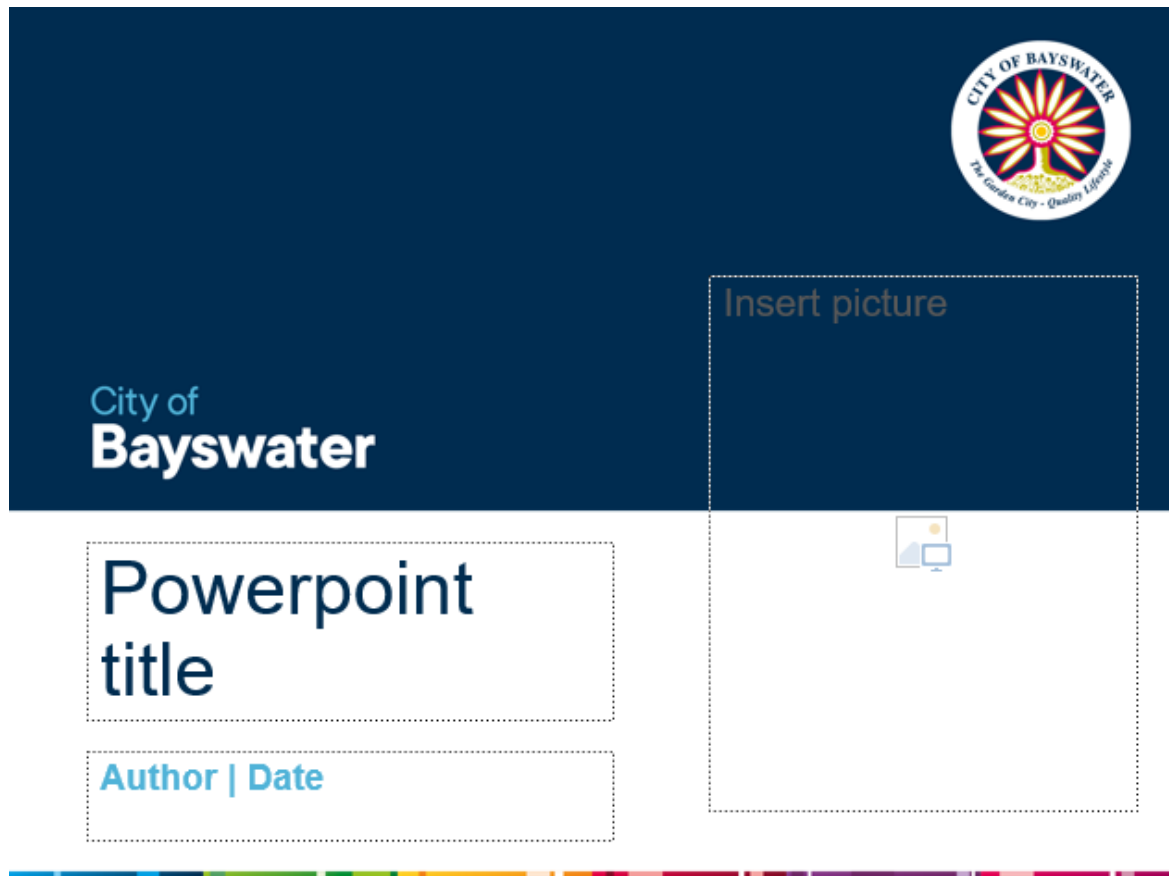 CITY OF BAYSWATER
The Garden City - Quality Lifestyle
Insert picture
City of
Bayswater
Powerpoint
title
Author | Date